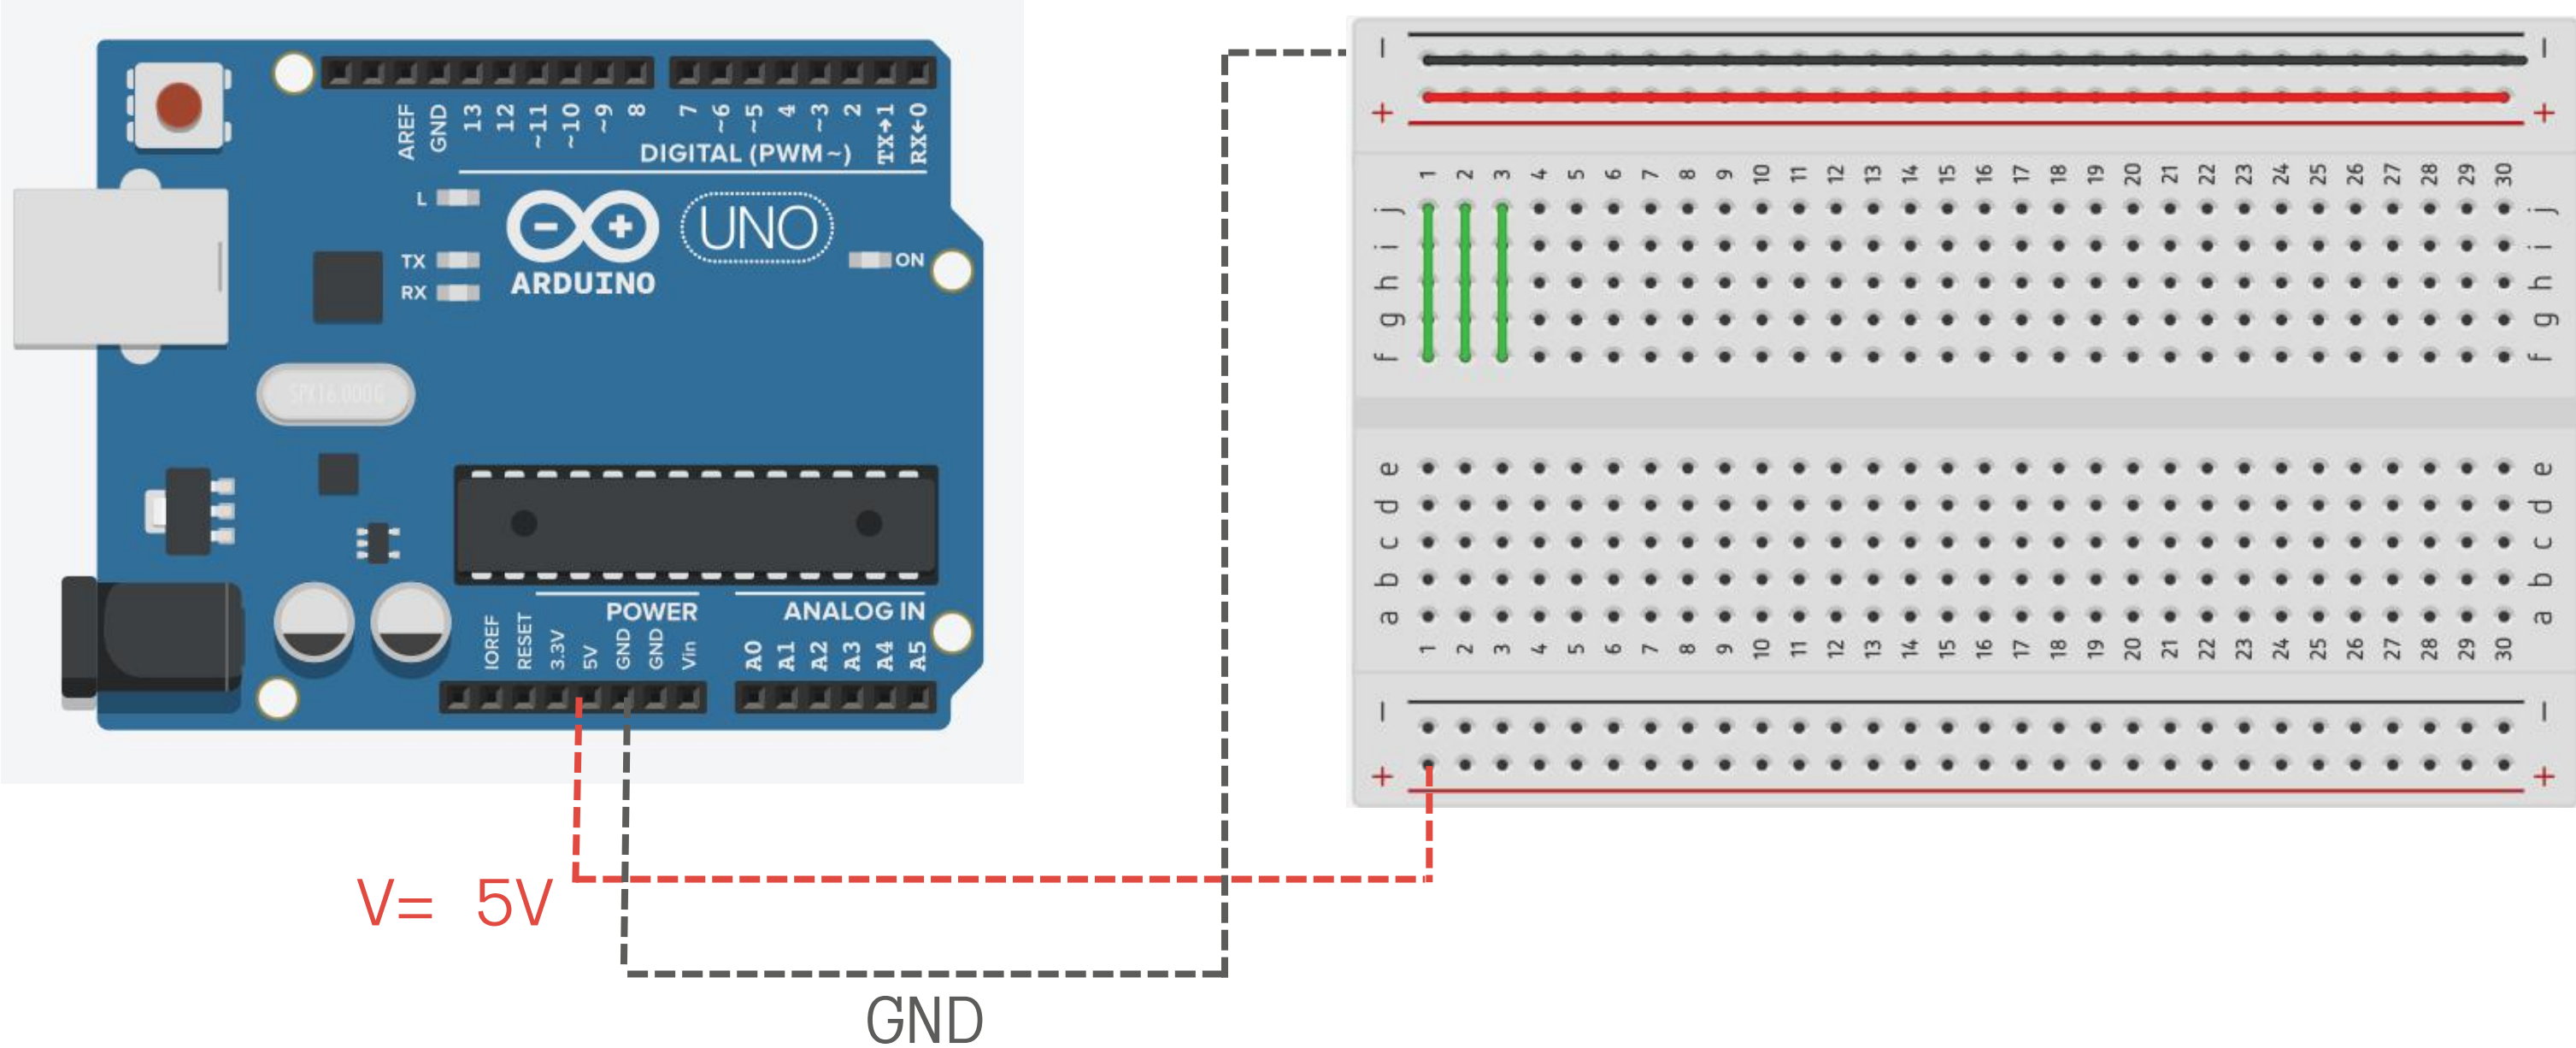 AREF GND 13 12 ~11 ~10 ~9 8 7 ~6 ~5 4 ~3 2 TX→1 RX←0
DIGITAL (PWM ~)
L
TX
RX
ARDUINO
UNO
ON
SPK16.000G
POWER
ANALOG IN
IOREF RESET 3.3V 5V GND GND Vin A0 A1 A2 A3 A4 A5
V= 5V
GND
− −
+ +
1 2 3 4 5 6 7 8 9 10 11 12 13 14 15 16 17 18 19 20 21 22 23 24 25 26 27 28 29 30
j j
i i
h h
g g
f f
e e
d d
c c
b b
a a
1 2 3 4 5 6 7 8 9 10 11 12 13 14 15 16 17 18 19 20 21 22 23 24 25 26 27 28 29 30
− −
+ +